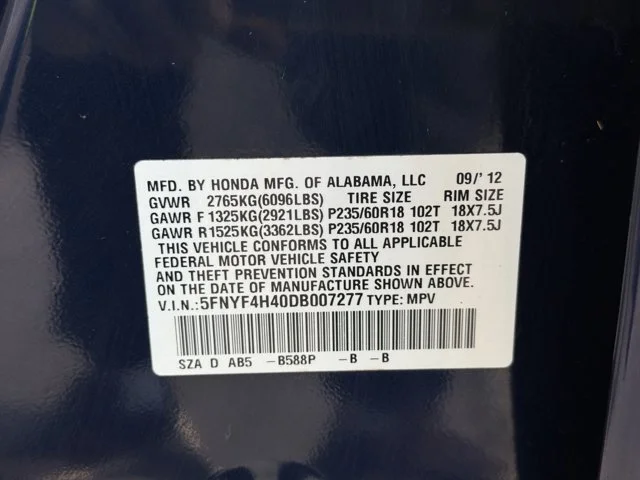 MFD. BY HONDA MFG. OF ALABAMA, LLC 09/'12
GVWR 2765KG(6096LBS) TIRE SIZE RIM SIZE
GAWR F 1325KG(2921LBS) P235/60R18 102T 18X7.5J
GAWR R1525KG(3362LBS) P235/60R18 102T 18X7.5J
THIS VEHICLE CONFORMS TO ALL APPLICABLE
FEDERAL MOTOR VEHICLE SAFETY
AND THEFT PREVENTION STANDARDS IN EFFECT
ON THE DATE OF MANUFACTURE SHOWN ABOVE.
V.I.N.:5FNYF4H40DB007277 TYPE: MPV
SZA D AB5 -B588P -B -B